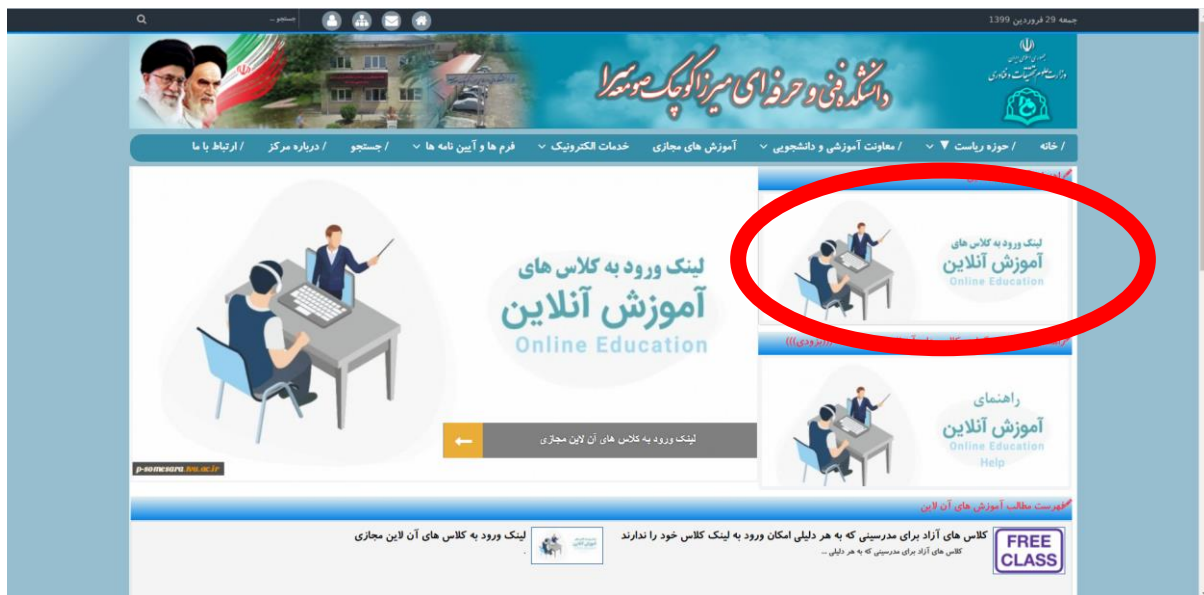 جمعه 29 فروردین 1399
جستجو ...
جمهوری اسلامی ایران
وزارت علوم، تحقیقات و فناوری
دانشکده فنی و حرفه ای میرزا کوچک صومعه سرا
/ خانه / حوزه ریاست ▼ / معاونت آموزشی و دانشجویی آموزش های مجازی خدمات الکترونیک فرم ها و آیین نامه ها / جستجو / درباره مرکز / ارتباط با ما
لینک ورود به کلاس های
آموزش آنلاین
Online Education
لینک ورود به کلاس های
آموزش آنلاین
Online Education
لینک ورود به کلاس های آن لاین مجازی
p-somesara.tvu.ac.ir
(((بزودی)))
راهنمای
آموزش آنلاین
Online Education
Help
فهرست مطالب آموزش های آن لاین
FREE
CLASS
کلاس های آزاد برای مدرسینی که به هر دلیلی امکان ورود به لینک کلاس خود را ندارند
کلاس های آزاد برای مدرسینی که به هر دلیلی ...
لینک ورود به کلاس های آن لاین مجازی
.